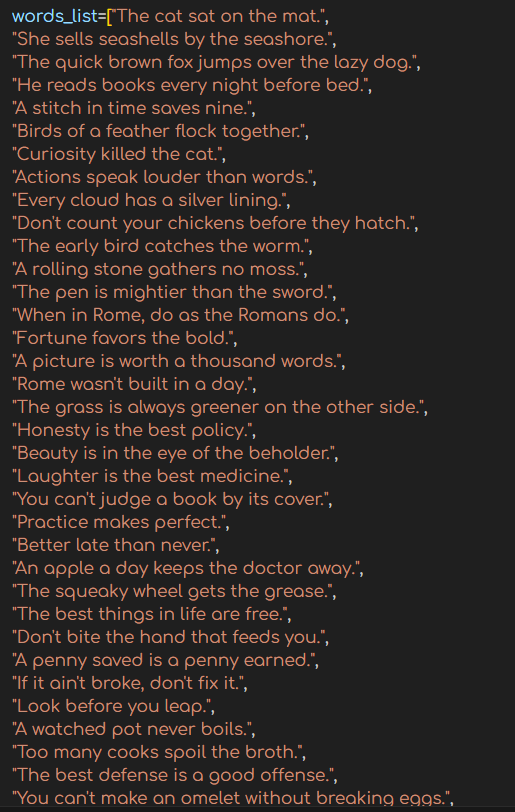 words_list=["The cat sat on the mat.",
"She sells seashells by the seashore.",
"The quick brown fox jumps over the lazy dog.",
"He reads books every night before bed.",
"A stitch in time saves nine.",
"Birds of a feather flock together.",
"Curiosity killed the cat.",
"Actions speak louder than words.",
"Every cloud has a silver lining.",
"Don't count your chickens before they hatch.",
"The early bird catches the worm.",
"A rolling stone gathers no moss.",
"The pen is mightier than the sword.",
"When in Rome, do as the Romans do.",
"Fortune favors the bold.",
"A picture is worth a thousand words.",
"Rome wasn't built in a day.",
"The grass is always greener on the other side.",
"Honesty is the best policy.",
"Beauty is in the eye of the beholder.",
"Laughter is the best medicine.",
"You can't judge a book by its cover.",
"Practice makes perfect.",
"Better late than never.",
"An apple a day keeps the doctor away.",
"The squeaky wheel gets the grease.",
"The best things in life are free.",
"Don't bite the hand that feeds you.",
"A penny saved is a penny earned.",
"If it ain't broke, don't fix it.",
"Look before you leap.",
"A watched pot never boils.",
"Too many cooks spoil the broth.",
"The best defense is a good offense.",
"You can't make an omelet without breaking eggs.",